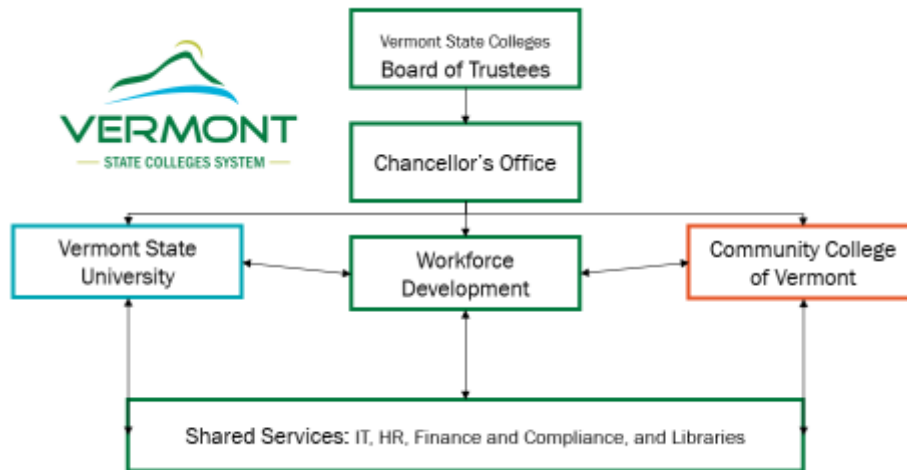 Vermont State Colleges
Board of Trustees
VERMONT
STATE COLLEGES SYSTEM
Chancellor's Office
Vermont State
University
Workforce
Development
Community College
of Vermont
Shared Services: IT, HR, Finance and Compliance, and Libraries